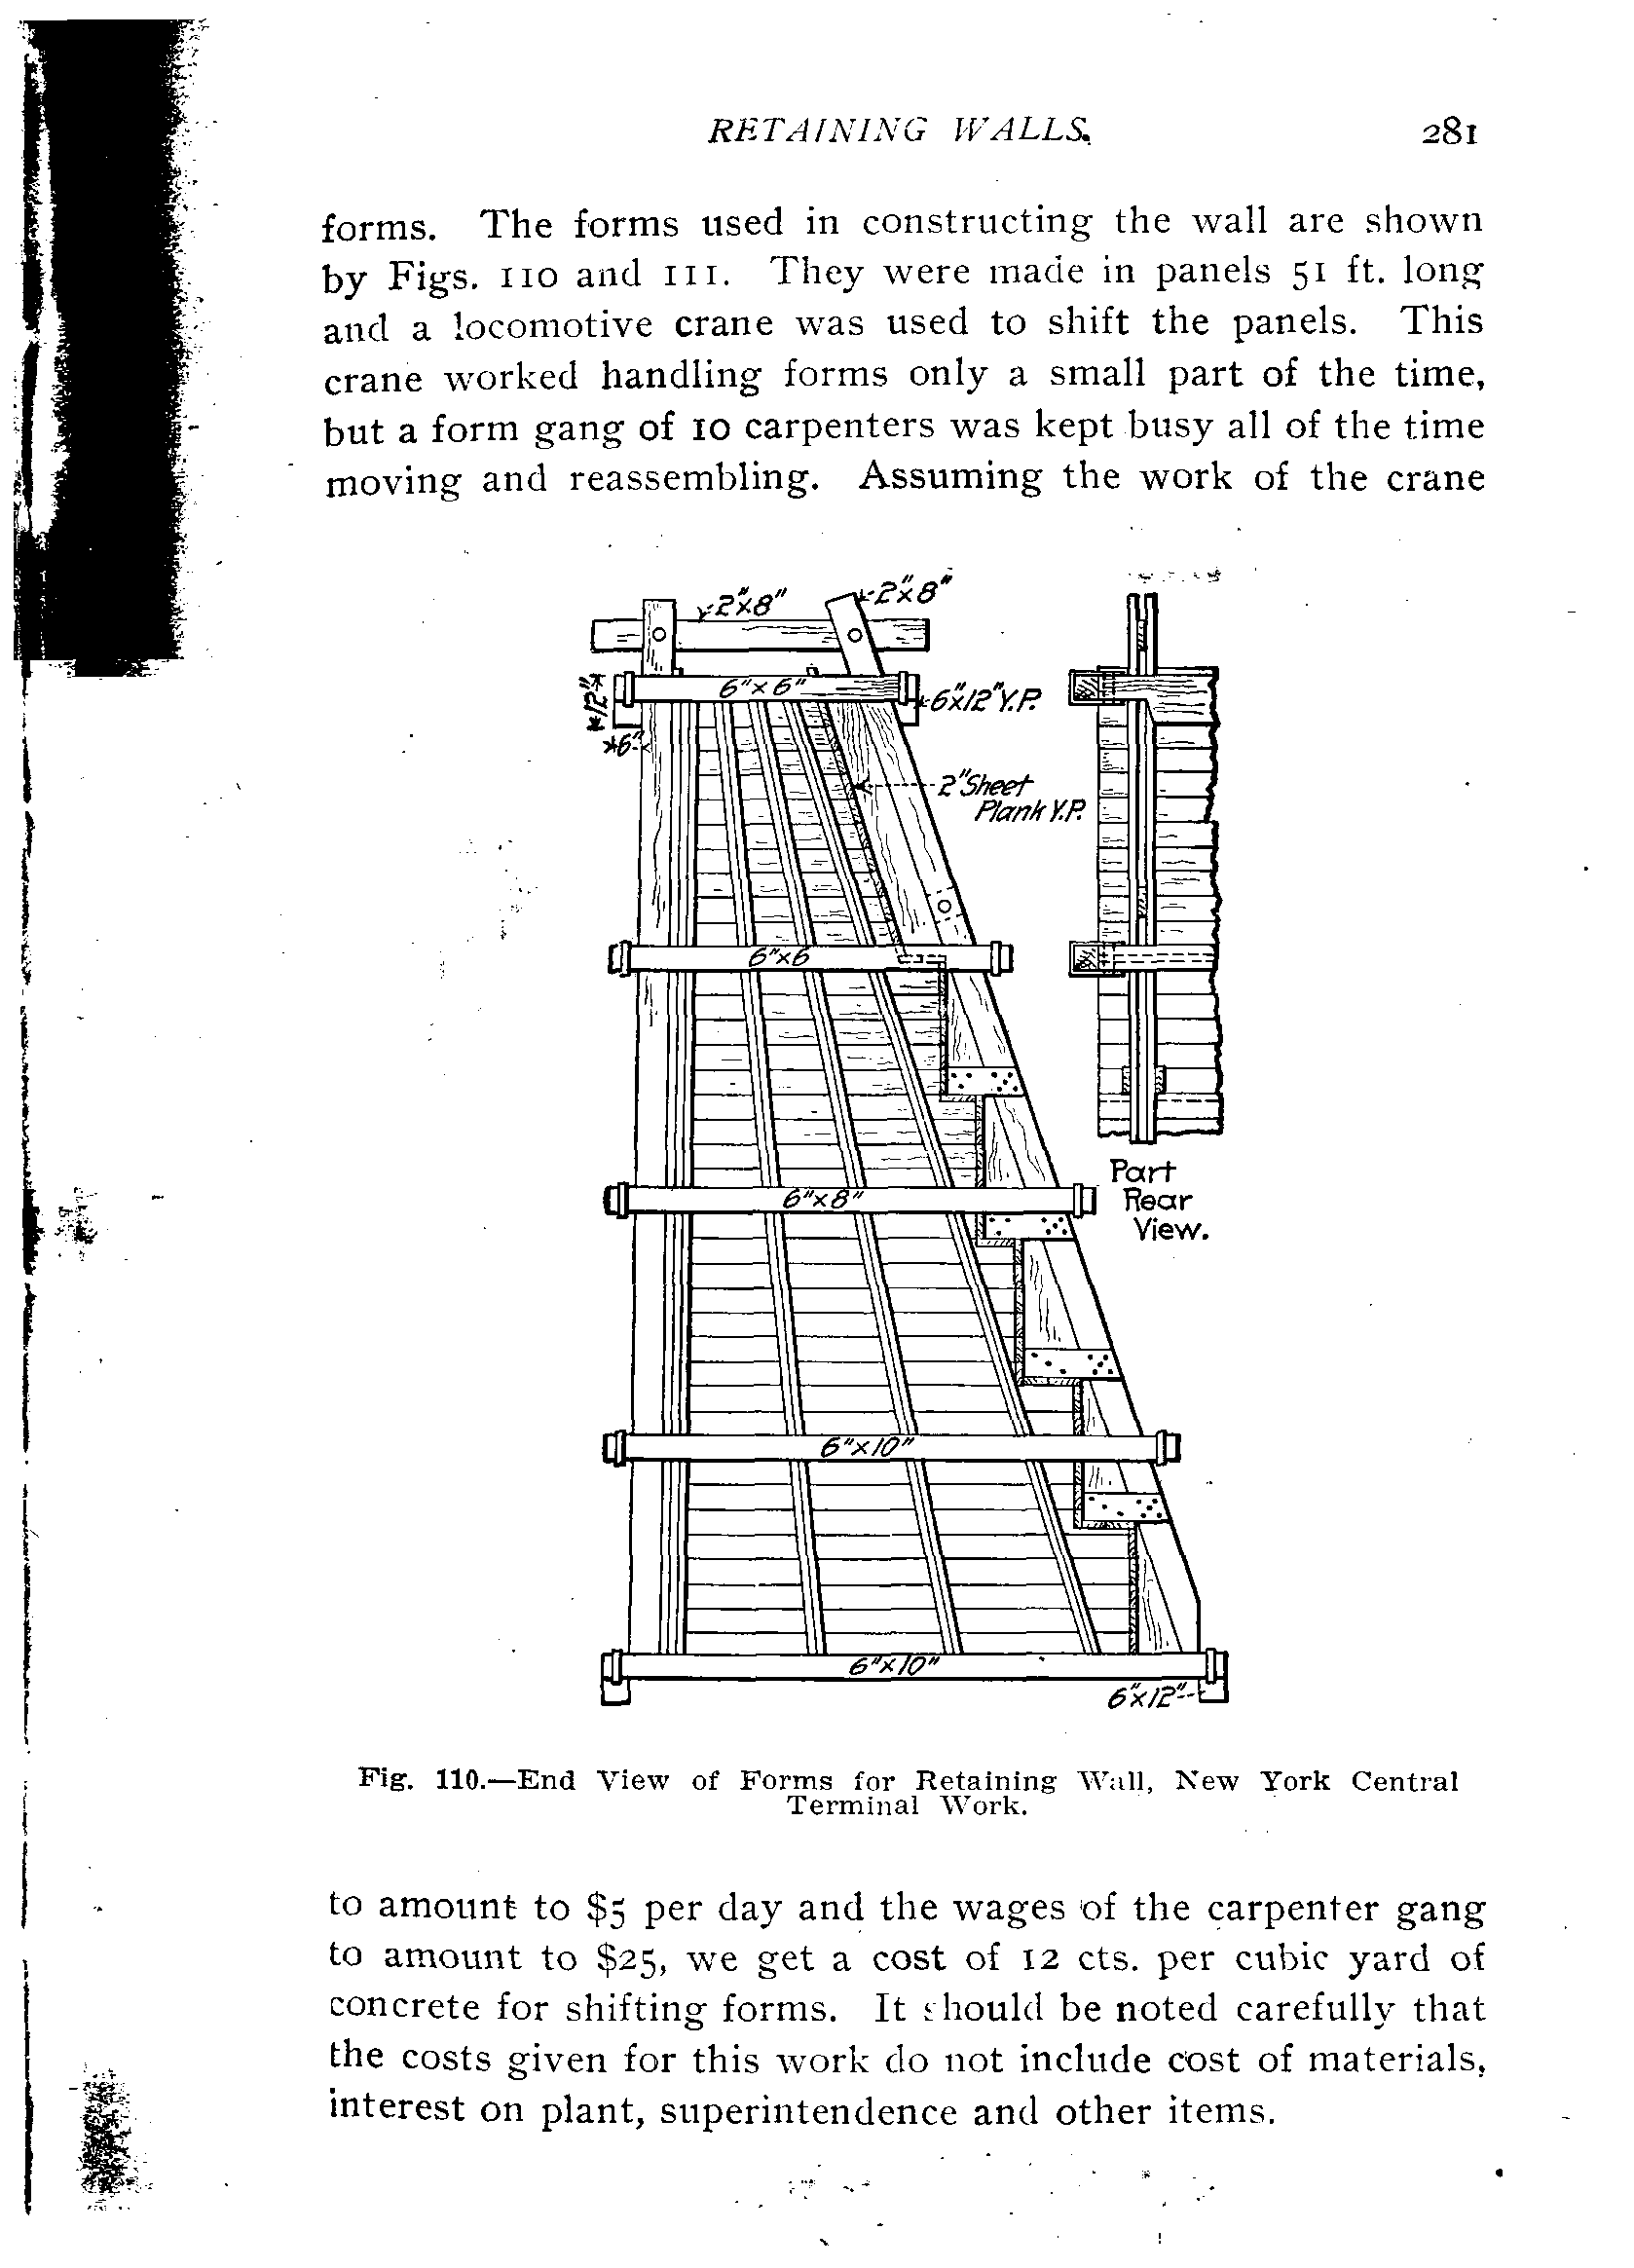 RETAINING WALLS. 281
forms. The forms used in constructing the wall are shown
by Figs. 110 and 111. They were made in panels 51 ft. long
and a locomotive crane was used to shift the panels. This
crane worked handling forms only a small part of the time,
but a form gang of 10 carpenters was kept busy all of the time
moving and reassembling. Assuming the work of the crane
2"x8" 2"x8"
6"x6"
12"
6"x12"Y.P.
6"
2"Sheet
Plank Y.P.
6"x6"
Part
Rear
View.
6"x8"
6"x10"
6"x10"
6"x12"
Fig. 110.—End View of Forms for Retaining Wall, New York Central
Terminal Work.
to amount to $5 per day and the wages of the carpenter gang
to amount to $25, we get a cost of 12 cts. per cubic yard of
concrete for shifting forms. It should be noted carefully that
the costs given for this work do not include cost of materials,
interest on plant, superintendence and other items.